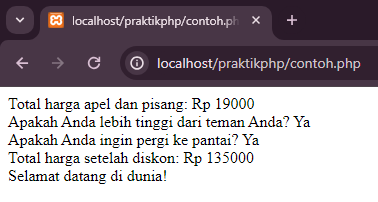 localhost/praktikphp/contoh.ph
localhost/praktikphp/contoh.php
Total harga apel dan pisang: Rp 19000
Apakah Anda lebih tinggi dari teman Anda? Ya
Apakah Anda ingin pergi ke pantai? Ya
Total harga setelah diskon: Rp 135000
Selamat datang di dunia!